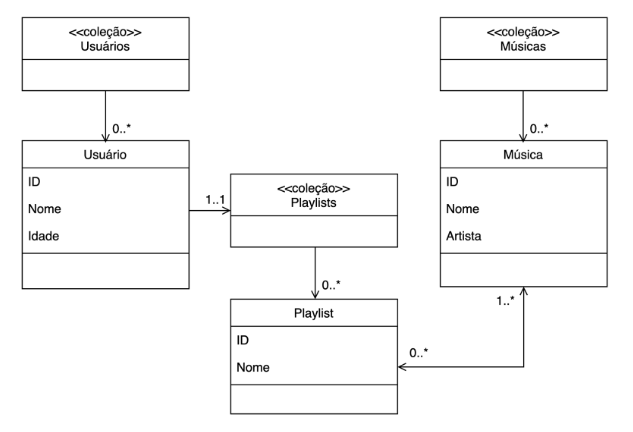 <<coleção>>
Usuários
0..*
Usuário
ID
Nome
Idade
1..1
<<coleção>>
Playlists
0..*
Playlist
ID
Nome
<<coleção>>
Músicas
0..*
Música
ID
Nome
Artista
1..*
0..*